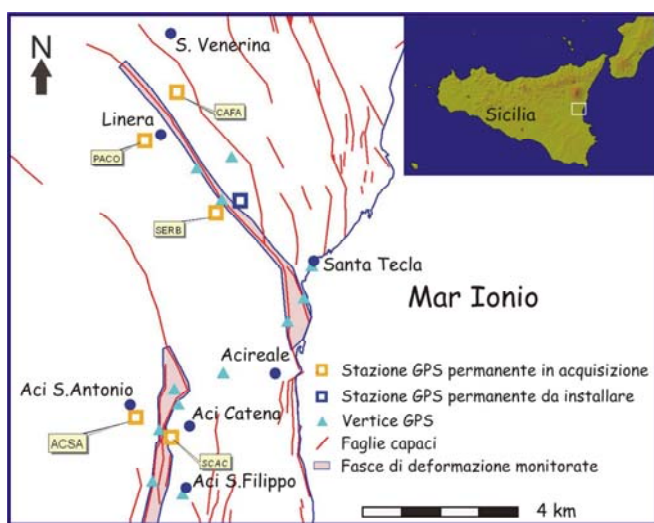 N
S. Venerina
CAFA
Linera
PACO
SERB
Sicilia
Santa Tecla
Mar Ionio
Acireale
Aci S.Antonio
Aci Catena
ACSA
SCAC
Aci S.Filippo
Stazione GPS permanente in acquisizione
Stazione GPS permanente da installare
Vertice GPS
Faglie capaci
Fasce di deformazione monitorate
4 km